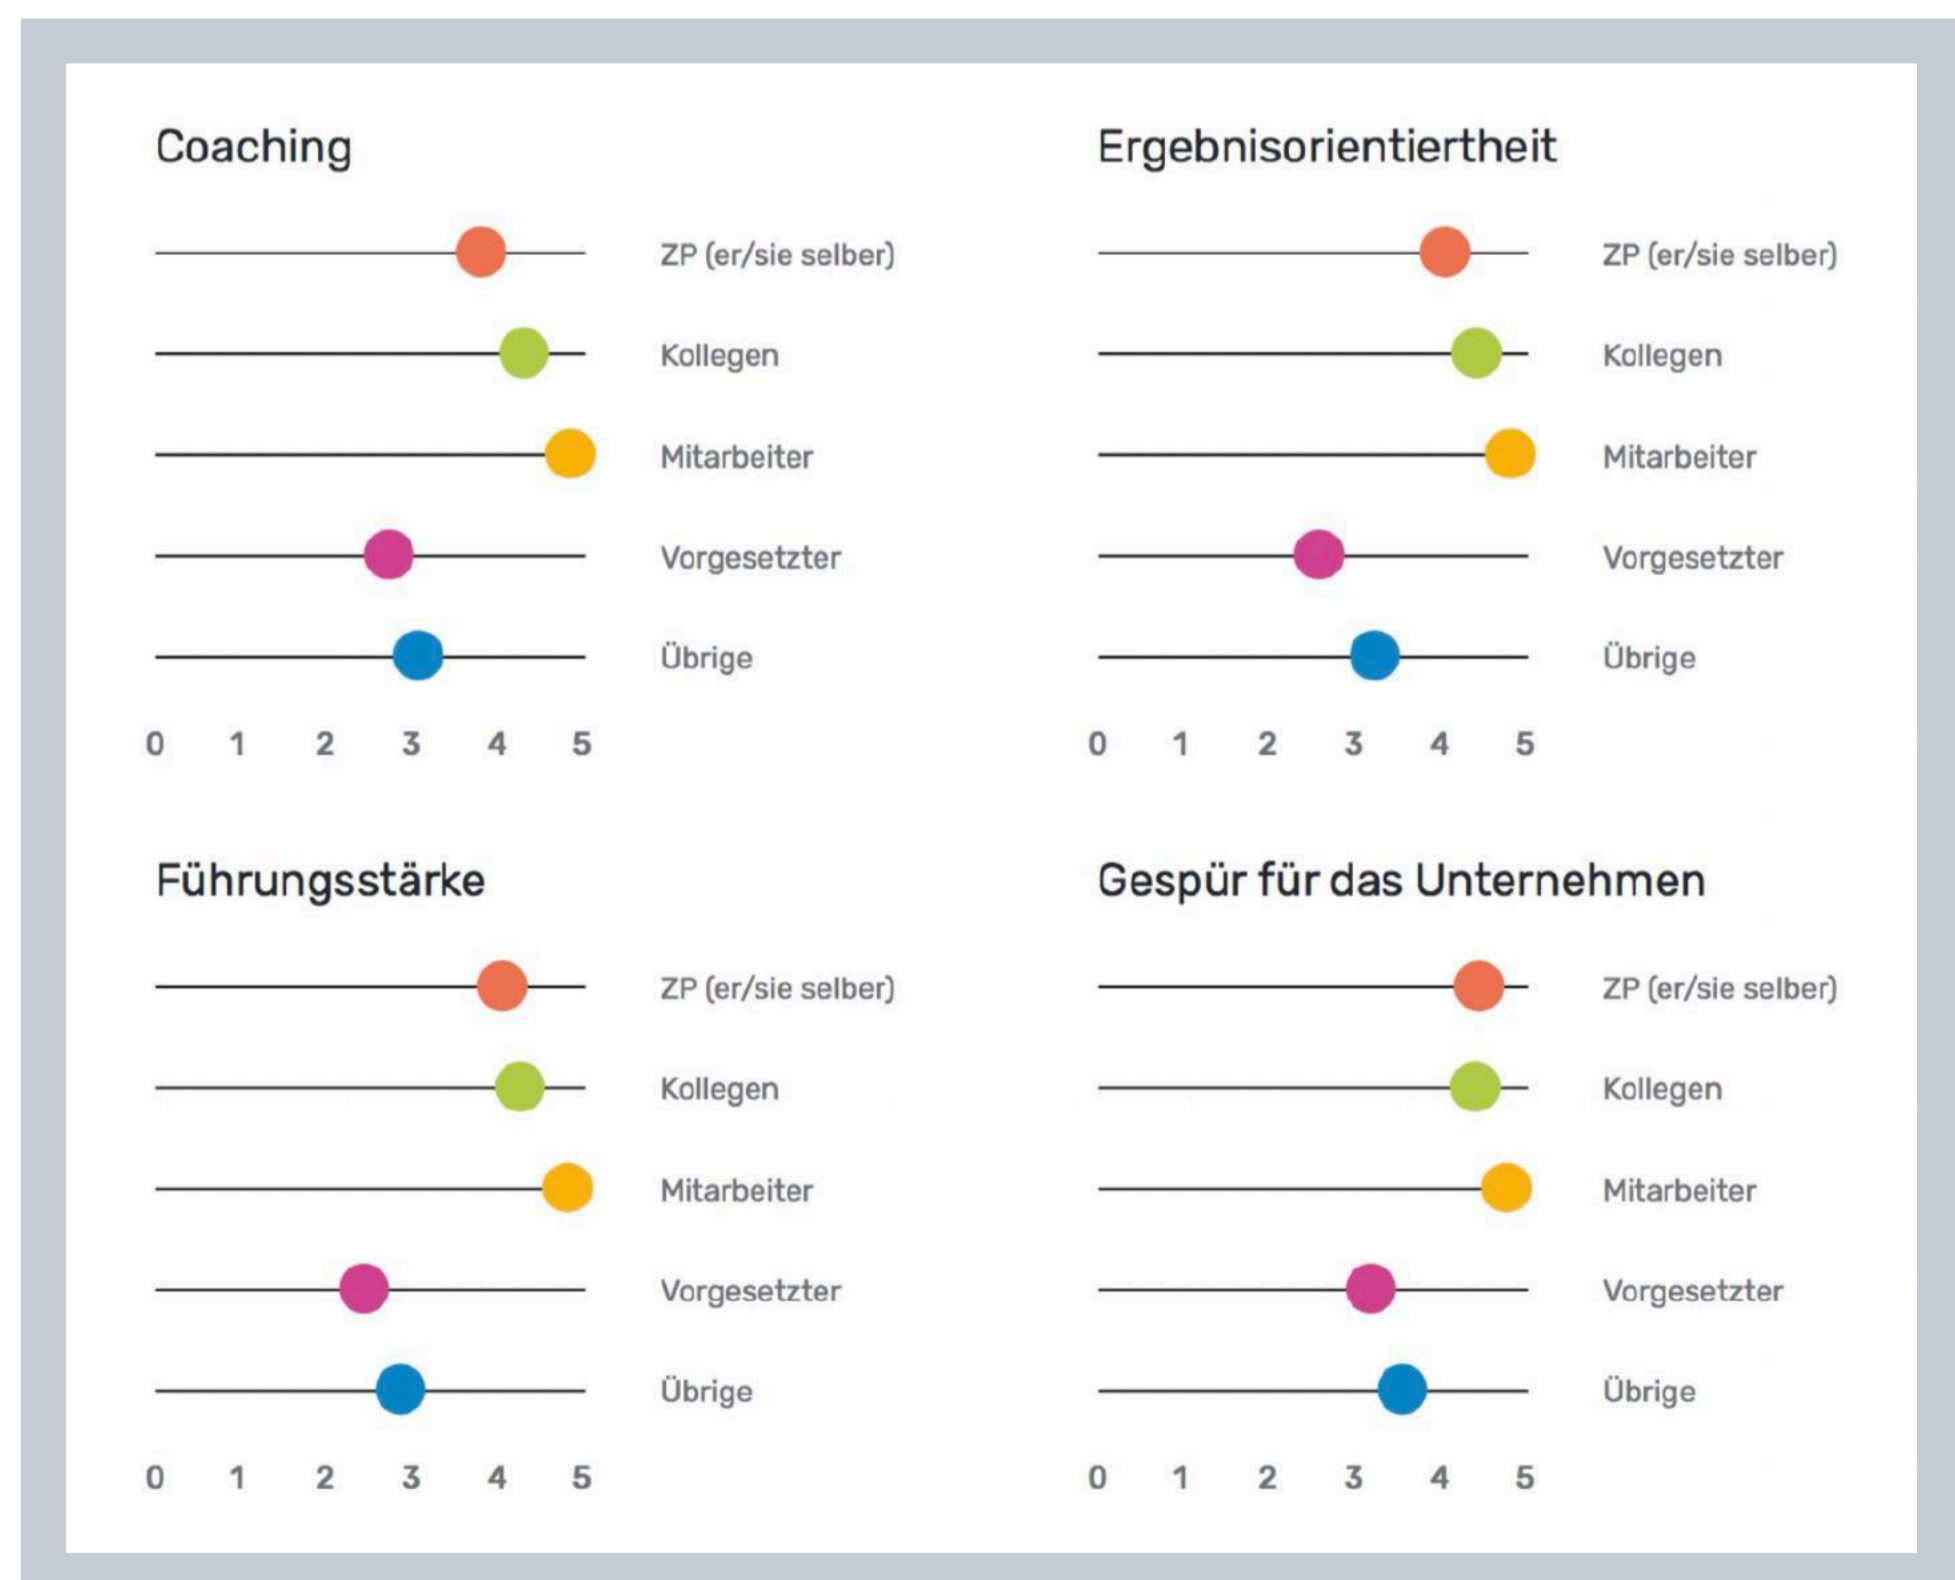 Coaching
ZP (er/sie selber)
Kollegen
Mitarbeiter
Vorgesetzter
Übrige
0 1 2 3 4 5
Ergebnisorientiertheit
ZP (er/sie selber)
Kollegen
Mitarbeiter
Vorgesetzter
Übrige
0 1 2 3 4 5
Führungsstärke
ZP (er/sie selber)
Kollegen
Mitarbeiter
Vorgesetzter
Übrige
0 1 2 3 4 5
Gespür für das Unternehmen
ZP (er/sie selber)
Kollegen
Mitarbeiter
Vorgesetzter
Übrige
0 1 2 3 4 5